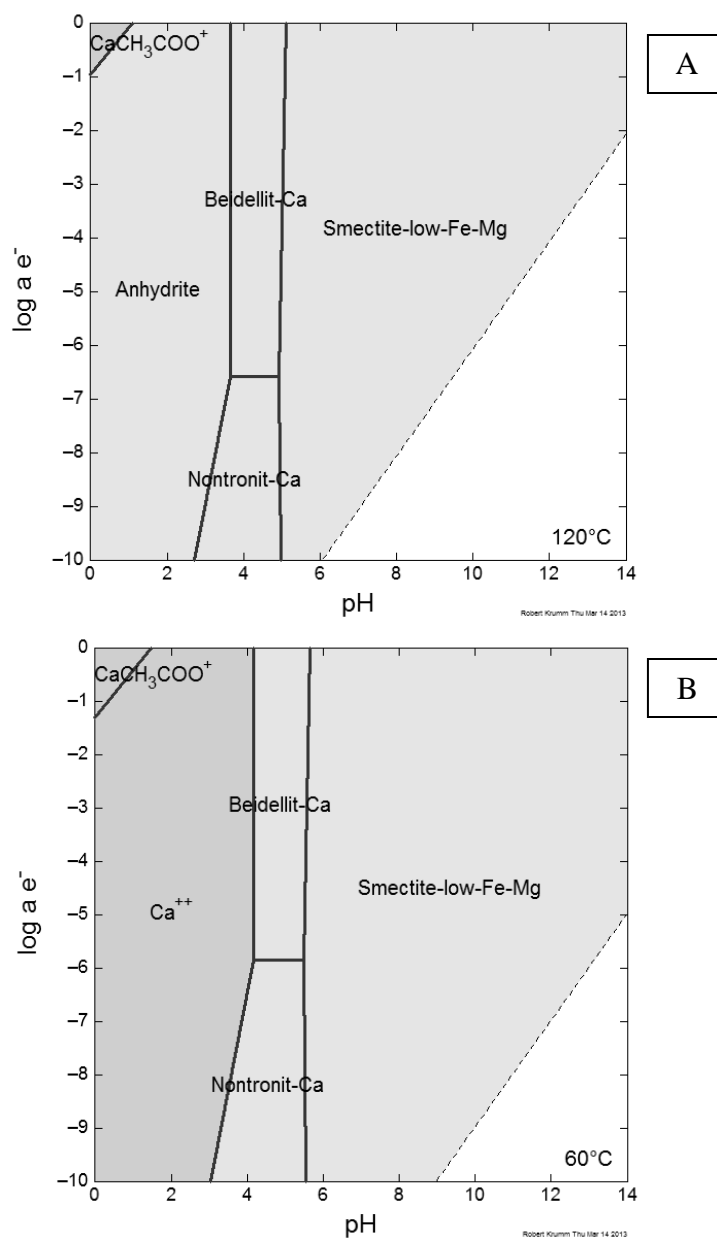 A
CaCH₃COO⁺
Beidellit-Ca
Smectite-low-Fe-Mg
Anhydrite
Nontronit-Ca
120°C
log a e⁻
0
−1
−2
−3
−4
−5
−6
−7
−8
−9
−10
0 2 4 6 8 10 12 14
pH
Robert Krumm Thu Mar 14 2013
B
CaCH₃COO⁺
Beidellit-Ca
Smectite-low-Fe-Mg
Ca⁺⁺
Nontronit-Ca
60°C
log a e⁻
0
−1
−2
−3
−4
−5
−6
−7
−8
−9
−10
0 2 4 6 8 10 12 14
pH
Robert Krumm Thu Mar 14 2013